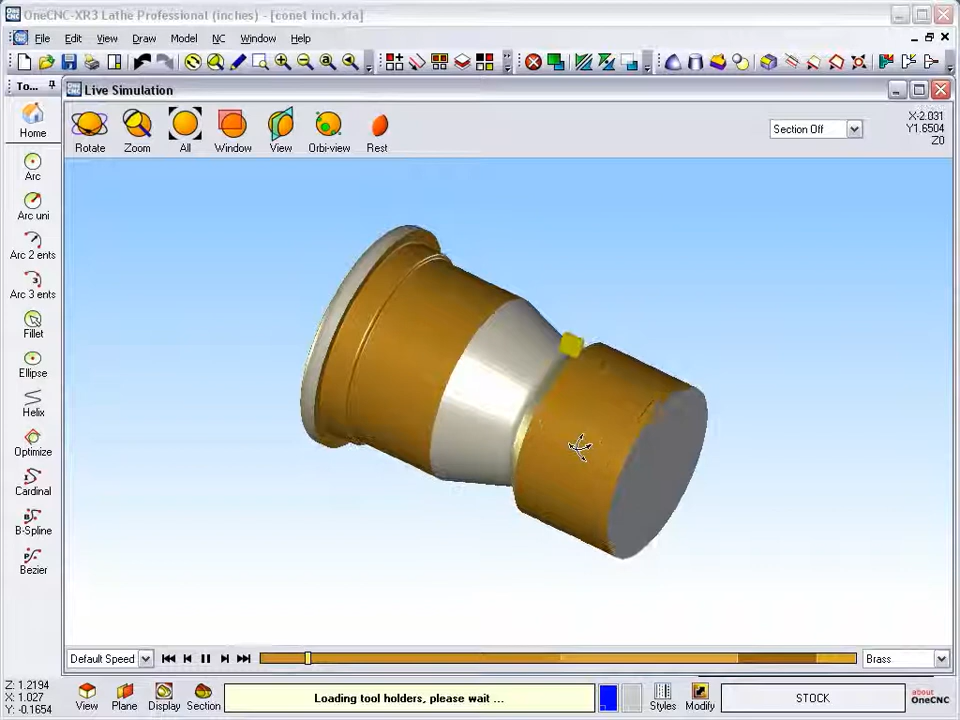 OneCNC-XR3 Lathe Professional (inches) - [conet inch.xfa]
File Edit View Draw Model NC Window Help
To...
Live Simulation
Home
Rotate Zoom All Window View Orbi-view Rest
Section Off
X-2.031
Y1.6504
Z0
Arc
Arc uni
Arc 2 ents
Arc 3 ents
Fillet
Ellipse
Helix
Optimize
Cardinal
B-Spline
Bezier
Default Speed
Brass
Z: 1.2194
X: 1.027
Y: -0.1654
View Plane Display Section
Loading tool holders, please wait ...
Styles Modify
STOCK
about
OneCNC